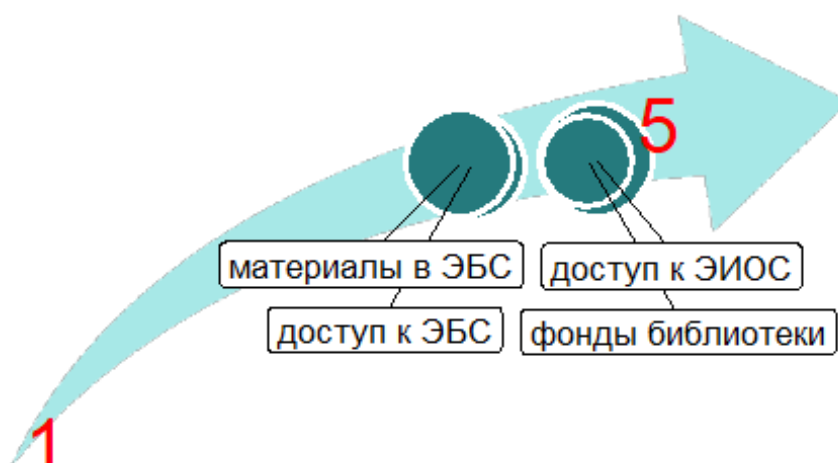 5
материалы в ЭБС
доступ к ЭИОС
доступ к ЭБС
фонды библиотеки
1